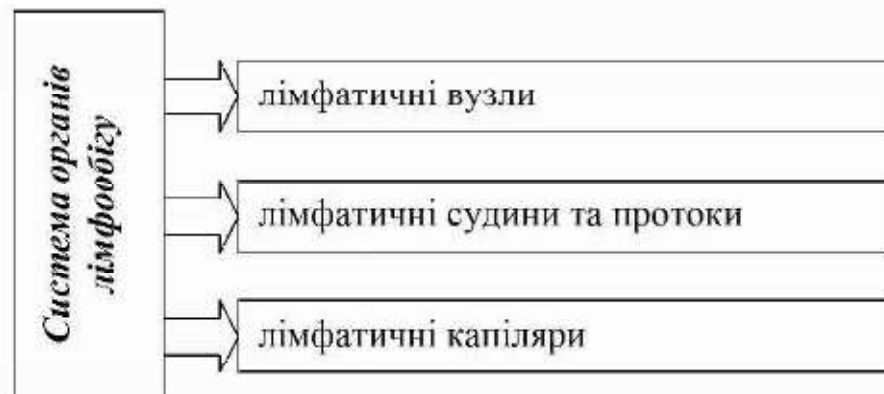 Система органів
лімфообігу
лімфатичні вузли
лімфатичні судини та протоки
лімфатичні капіляри